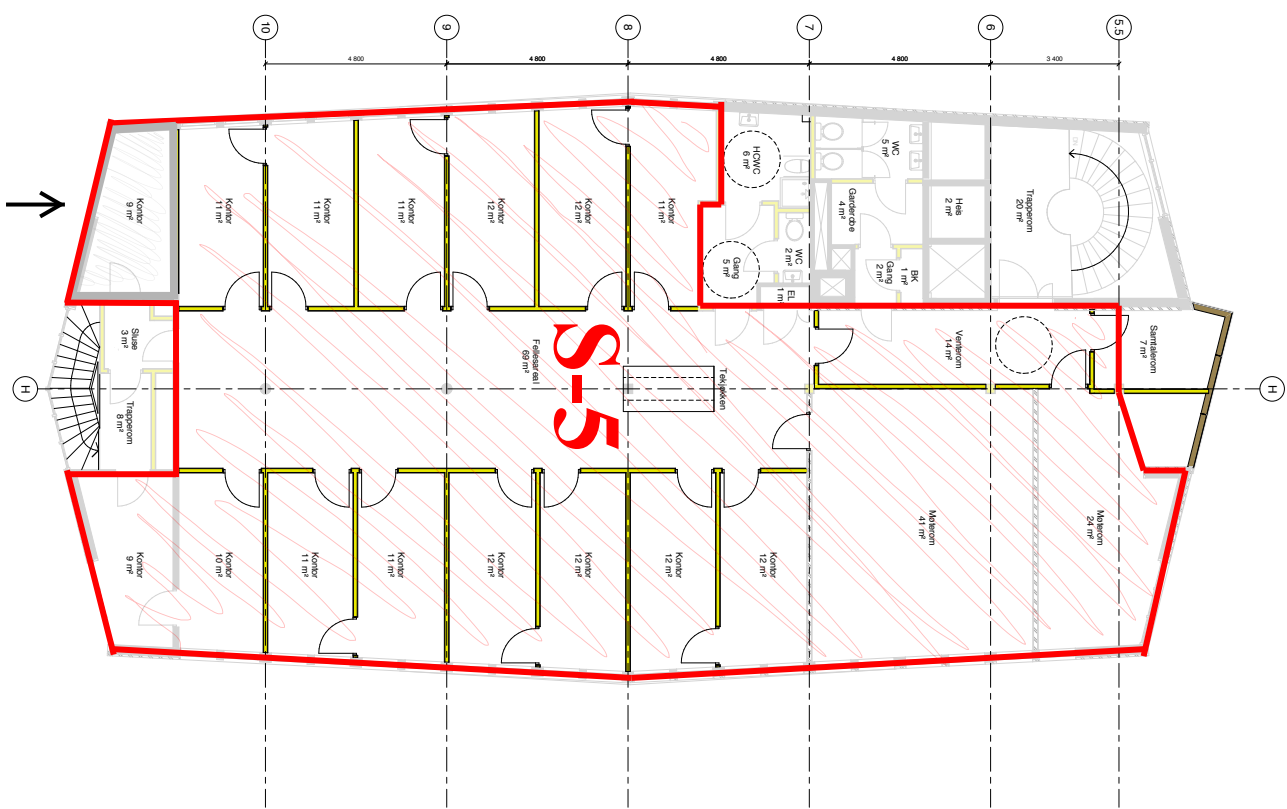 10
9
8
7
6
5.5
4 800
4 800
4 800
4 800
3 400
Kontor
9 m²
Kontor
11 m²
Kontor
11 m²
Kontor
11 m²
Kontor
12 m²
Kontor
12 m²
Kontor
11 m²
HCWC
6 m²
WC
5 m²
Garderobe
4 m²
Heis
2 m²
Trapperom
20 m²
Gang
5 m²
WC
2 m²
EL
1 m²
Gang
2 m²
BK
1 m²
Sluse
3 m²
Trapperom
8 m²
Fellesareal
69 m²
S-5
Tekjøkken
Venterom
14 m²
Samtalerom
7 m²
H
H
Kontor
9 m²
Kontor
10 m²
Kontor
11 m²
Kontor
11 m²
Kontor
12 m²
Kontor
12 m²
Kontor
12 m²
Kontor
12 m²
Møterom
41 m²
Møterom
24 m²